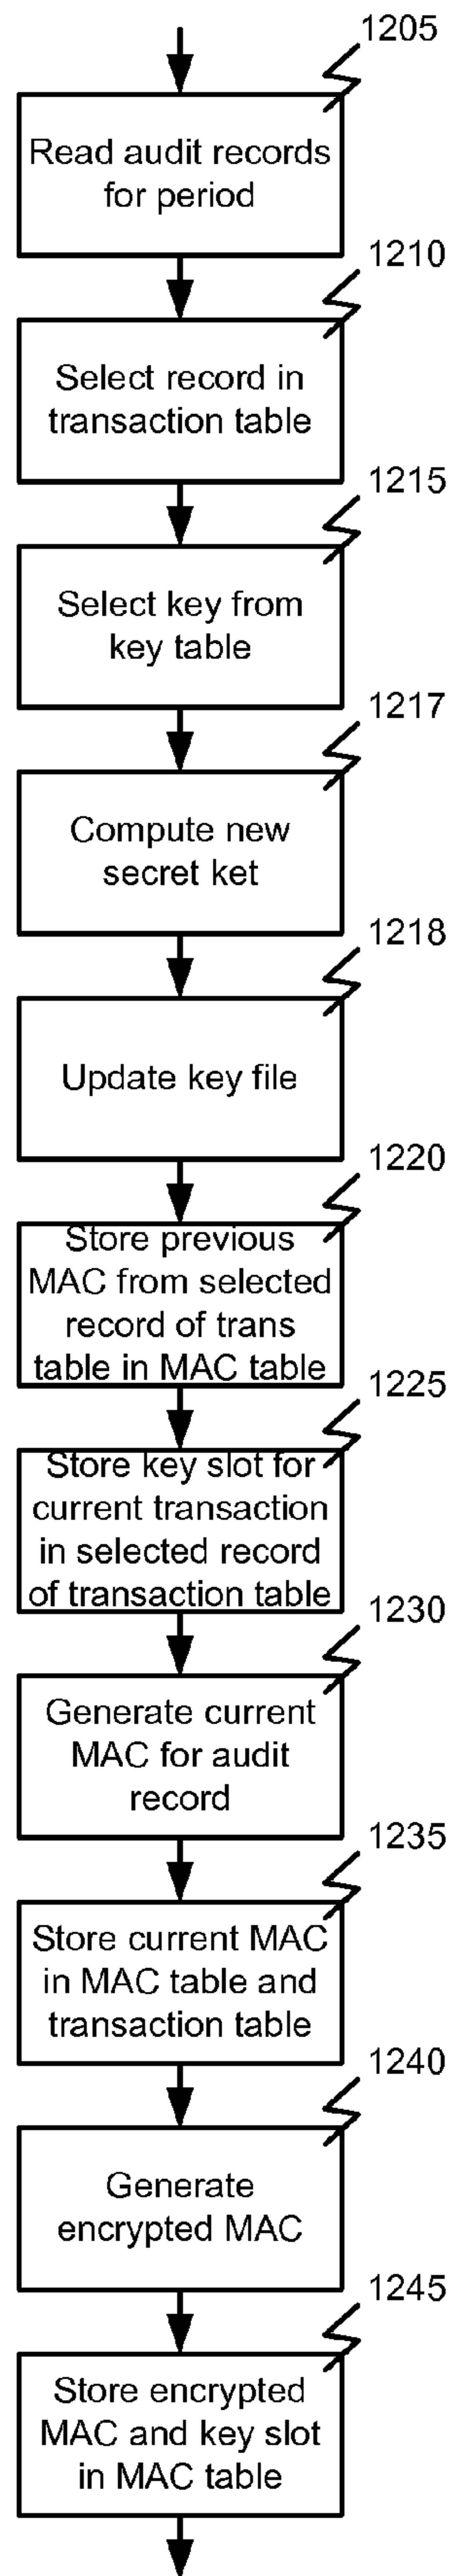 1205
Read audit records
for period
1210
Select record in
transaction table
1215
Select key from
key table
1217
Compute new
secret ket
1218
Update key file
1220
Store previous
MAC from selected
record of trans
table in MAC table
1225
Store key slot for
current transaction
in selected record
of transaction table
1230
Generate current
MAC for audit
record
1235
Store current MAC
in MAC table and
transaction table
1240
Generate
encrypted MAC
1245
Store encrypted
MAC and key slot
in MAC table